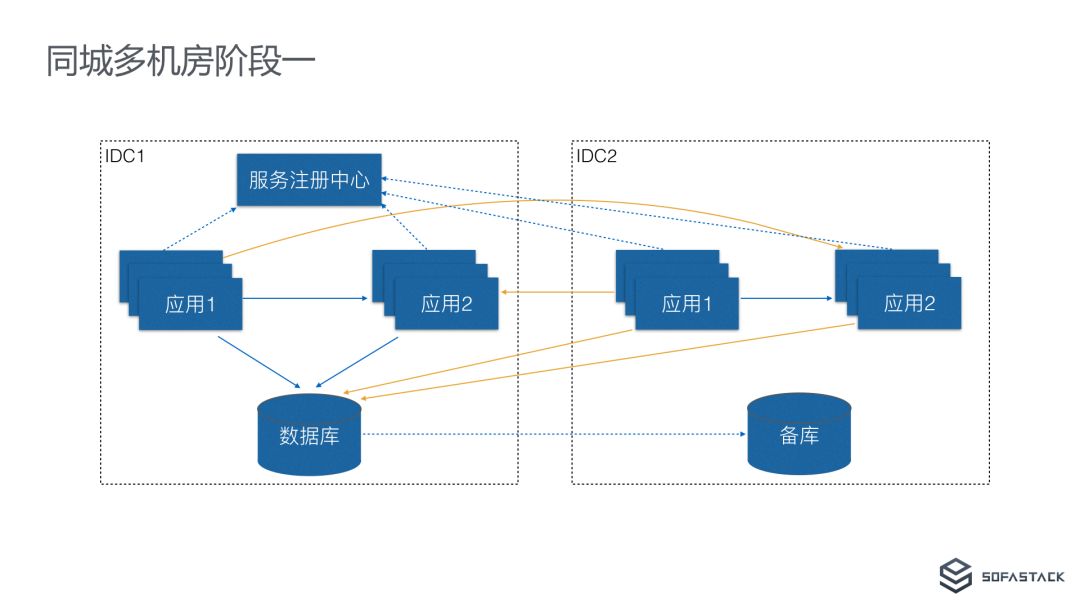 同城多机房阶段一
IDC1
IDC2
服务注册中心
应用1
应用2
应用1
应用2
数据库
备库
SOFASTACK